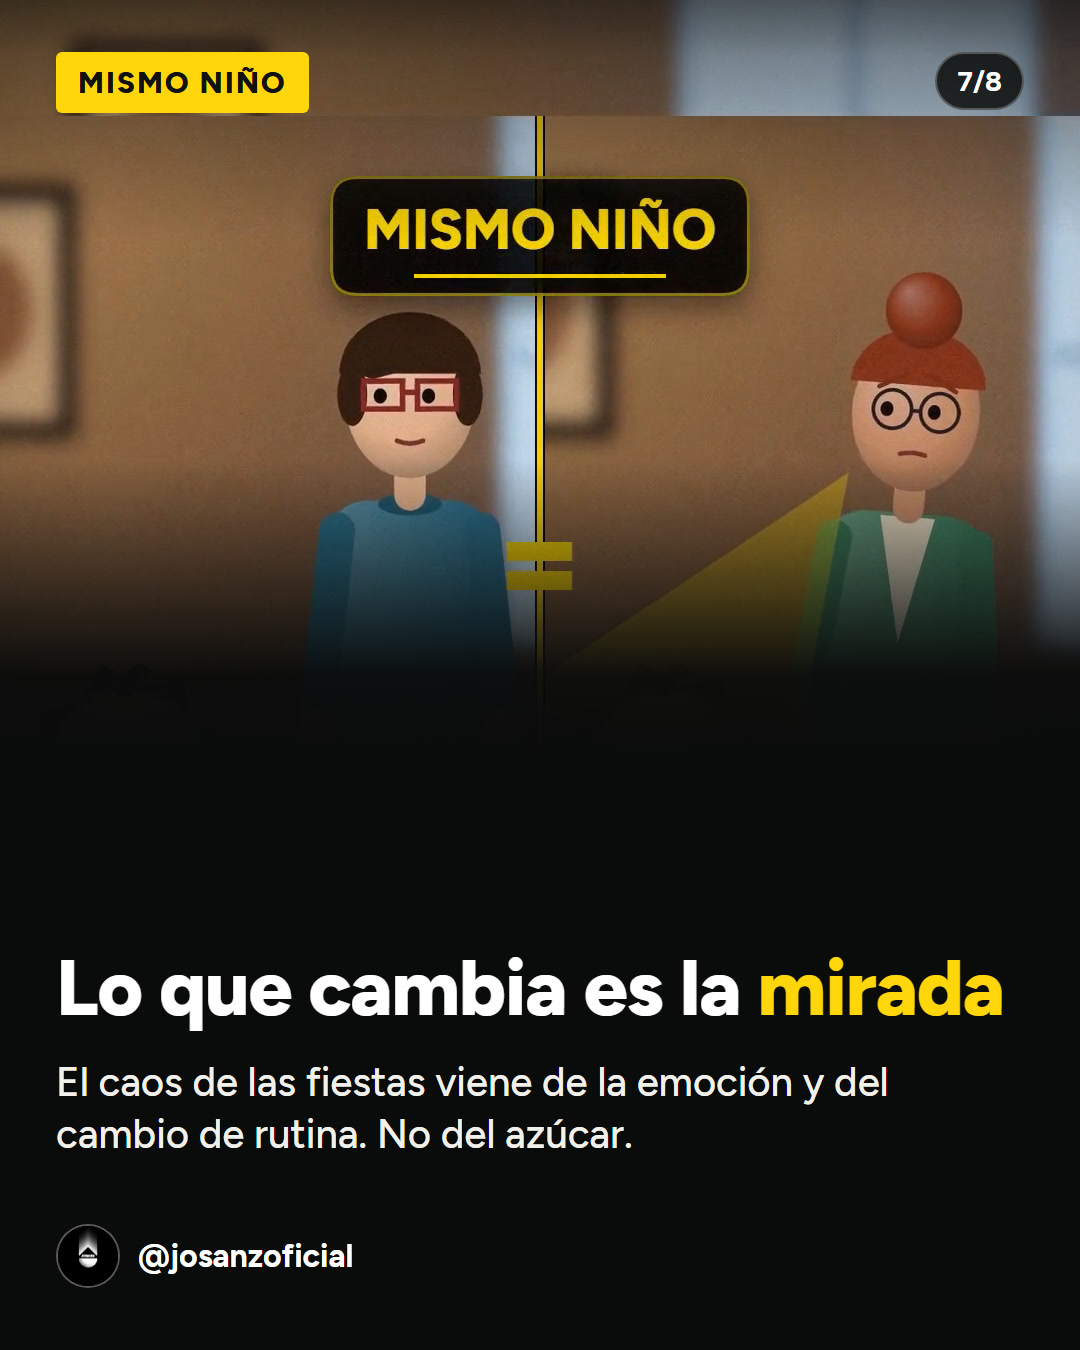 MISMO NIÑO
7/8
MISMO NIÑO
Lo que cambia es la mirada
El caos de las fiestas viene de la emoción y del
cambio de rutina. No del azúcar.
@josanzoficial